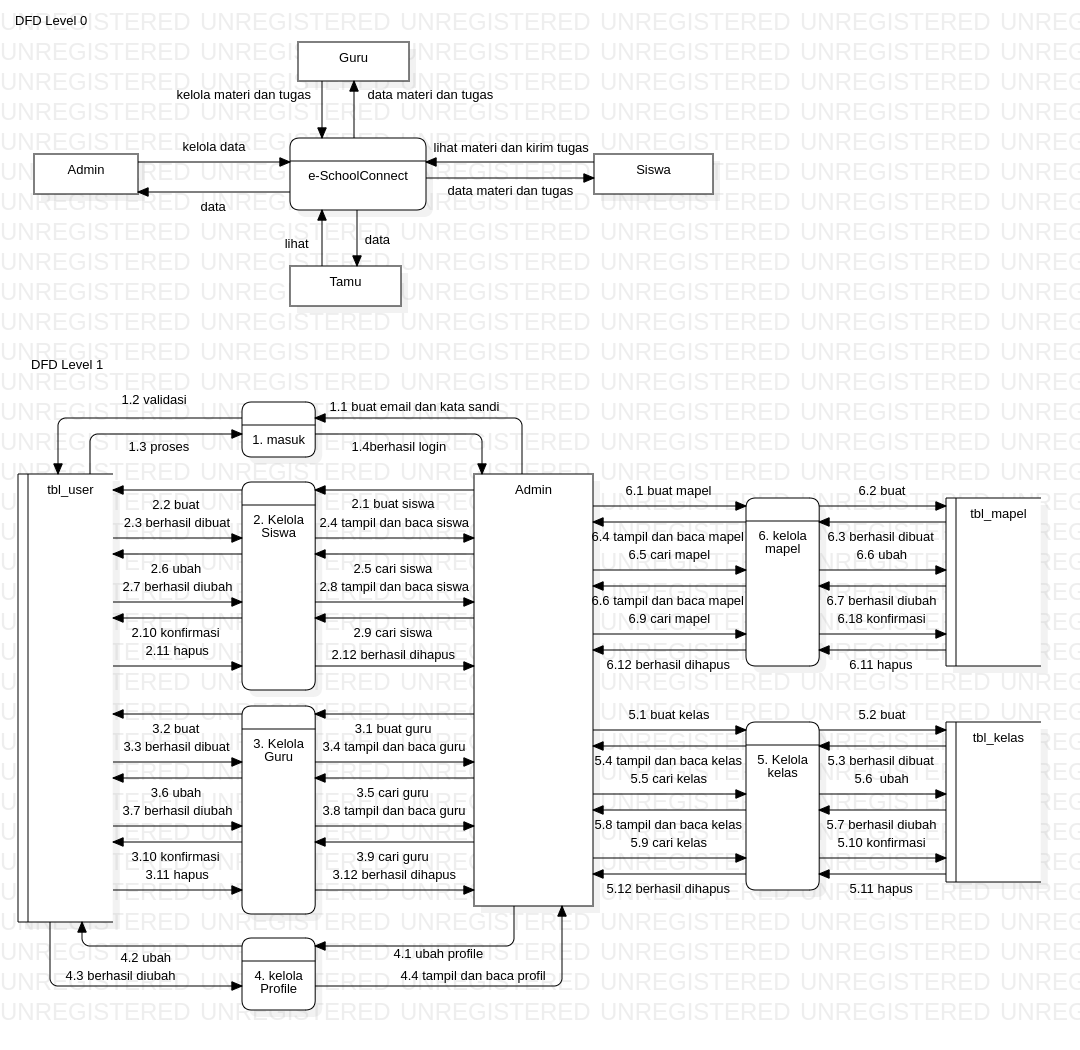 DFD Level 0
Guru
kelola materi dan tugas
data materi dan tugas
kelola data
lihat materi dan kirim tugas
Admin
e-SchoolConnect
Siswa
data materi dan tugas
data
lihat
data
Tamu
DFD Level 1
1.2 validasi
1.1 buat email dan kata sandi
1. masuk
1.3 proses
1.4berhasil login
tbl_user
Admin
2.2 buat
2.3 berhasil dibuat
2. Kelola
Siswa
2.1 buat siswa
2.4 tampil dan baca siswa
2.6 ubah
2.7 berhasil diubah
2.5 cari siswa
2.8 tampil dan baca siswa
2.10 konfirmasi
2.11 hapus
2.9 cari siswa
2.12 berhasil dihapus
3.2 buat
3.3 berhasil dibuat
3. Kelola
Guru
3.1 buat guru
3.4 tampil dan baca guru
3.6 ubah
3.7 berhasil diubah
3.5 cari guru
3.8 tampil dan baca guru
3.10 konfirmasi
3.11 hapus
3.9 cari guru
3.12 berhasil dihapus
4.2 ubah
4.3 berhasil diubah
4. kelola
Profile
4.1 ubah profile
4.4 tampil dan baca profil
6.1 buat mapel
6.2 buat
tbl_mapel
6. kelola
mapel
6.4 tampil dan baca mapel
6.5 cari mapel
6.3 berhasil dibuat
6.6 ubah
6.6 tampil dan baca mapel
6.9 cari mapel
6.7 berhasil diubah
6.18 konfirmasi
6.12 berhasil dihapus
6.11 hapus
5.1 buat kelas
5.2 buat
tbl_kelas
5. Kelola
kelas
5.4 tampil dan baca kelas
5.5 cari kelas
5.3 berhasil dibuat
5.6  ubah
5.8 tampil dan baca kelas
5.9 cari kelas
5.7 berhasil diubah
5.10 konfirmasi
5.12 berhasil dihapus
5.11 hapus
UNREGISTERED